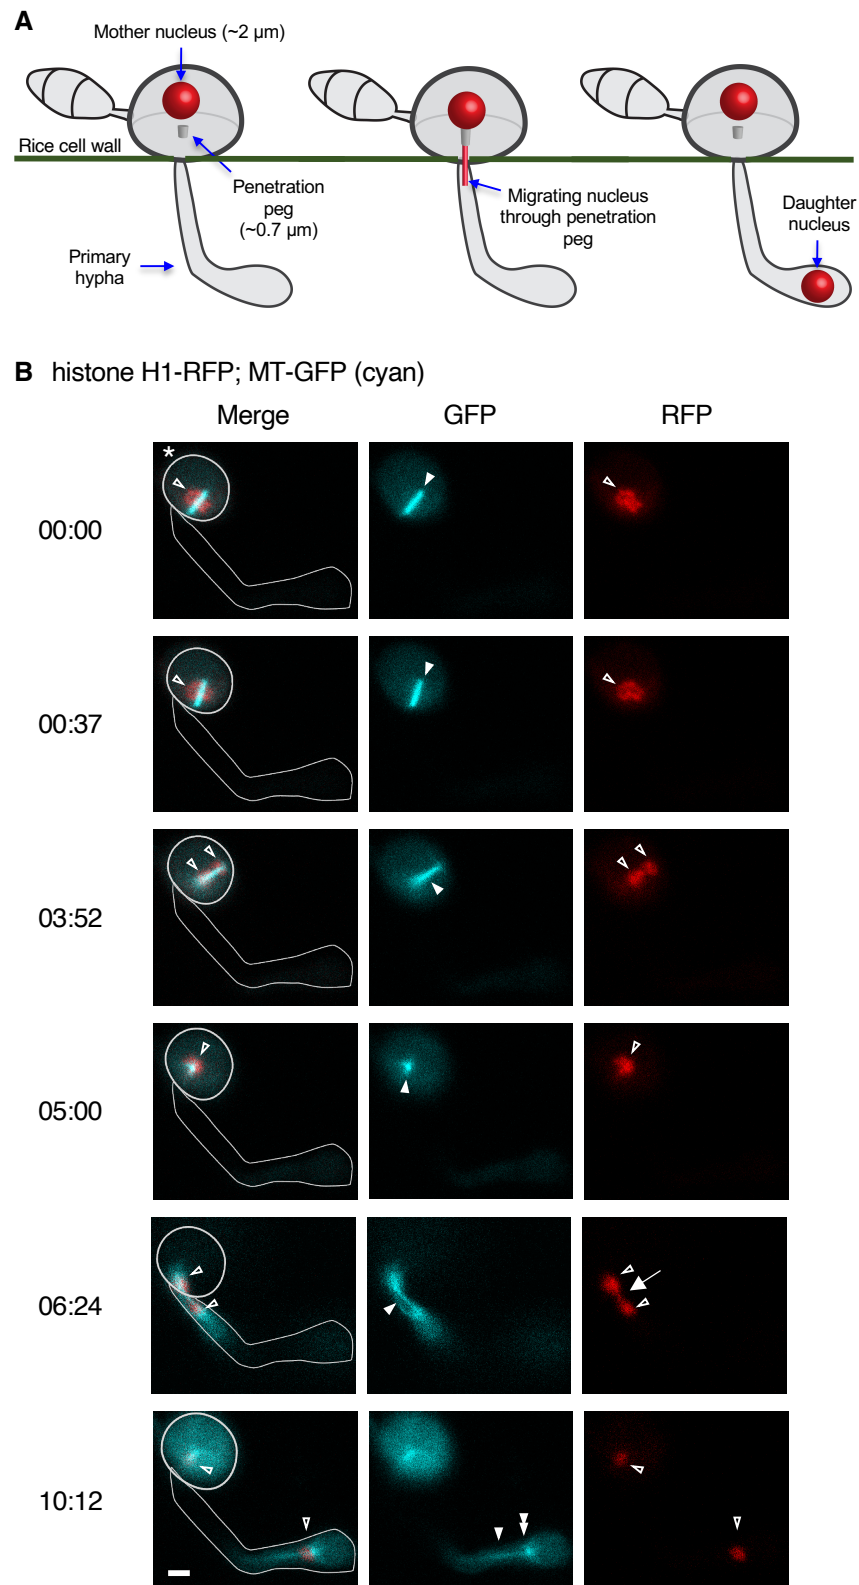 A
Mother nucleus (~2 µm)
Rice cell wall
Penetration
peg
(~0.7 µm)
Primary
hypha
Migrating nucleus
through penetration
peg
Daughter
nucleus
B histone H1-RFP; MT-GFP (cyan)
Merge GFP RFP
*
00:00
00:37
03:52
05:00
06:24
10:12